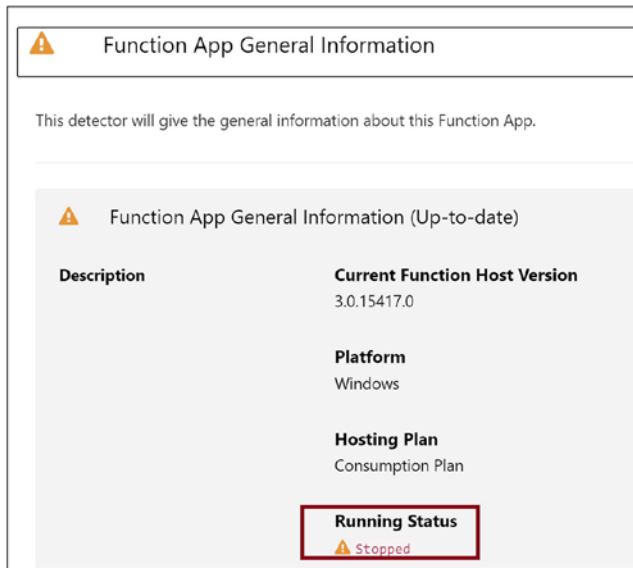 Function App General Information
This detector will give the general information about this Function App.
Function App General Information (Up-to-date)
Description
Current Function Host Version
3.0.15417.0
Platform
Windows
Hosting Plan
Consumption Plan
Running Status
Stopped